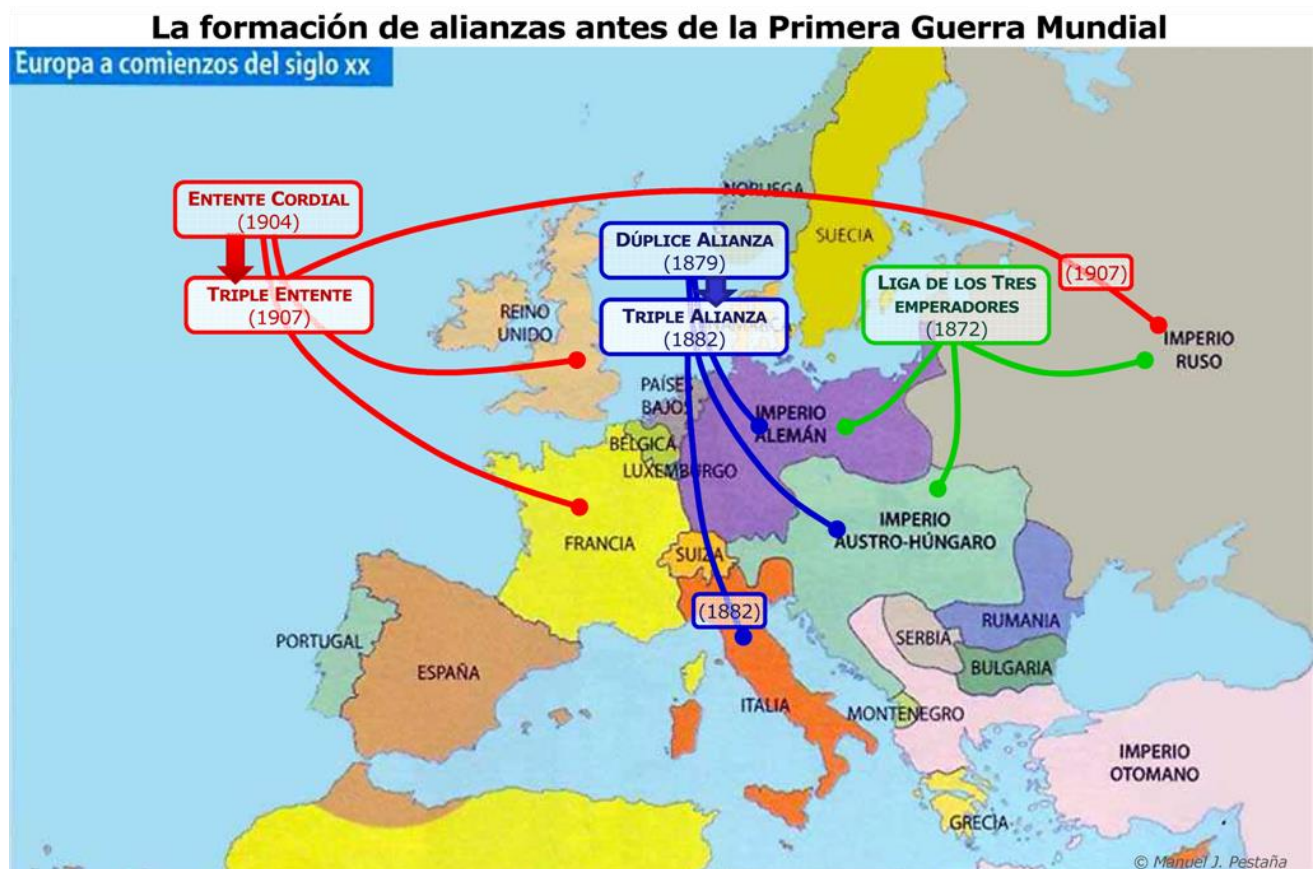 La formación de alianzas antes de la Primera Guerra Mundial
Europa a comienzos del siglo xx
ENTENTE CORDIAL
(1904)
TRIPLE ENTENTE
(1907)
DÚPLICE ALIANZA
(1879)
TRIPLE ALIANZA
(1882)
LIGA DE LOS TRES
EMPERADORES
(1872)
(1907)
NORUEGA
SUECIA
REINO
UNIDO
IMPERIO
RUSO
PAÍSES
BAJOS
IMPERIO
ALEMÁN
BÉLGICA
LUXEMBURGO
IMPERIO
AUSTRO-HÚNGARO
FRANCIA
SUIZA
(1882)
RUMANIA
SERBIA
BULGARIA
PORTUGAL
ESPAÑA
ITALIA
MONTENEGRO
IMPERIO
OTOMANO
GRECIA
© Manuel J. Pestaña